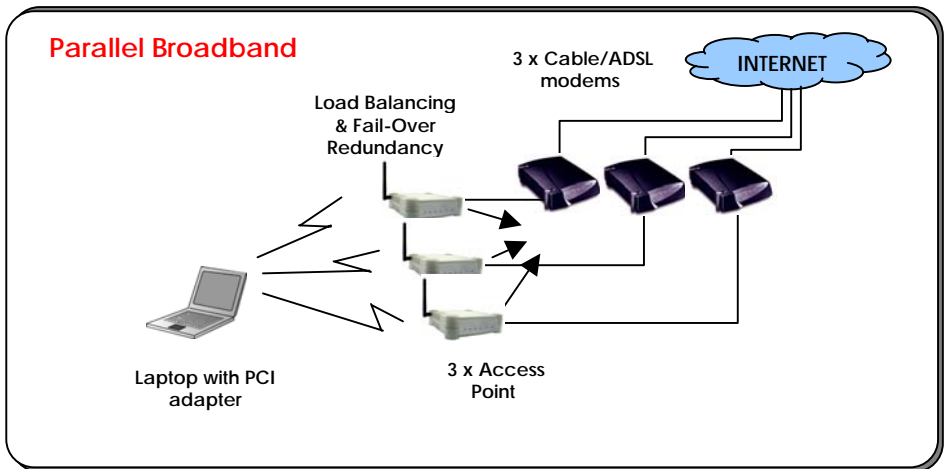 Parallel Broadband
3 x Cable/ADSL
modems
INTERNET
Load Balancing
& Fail-Over
Redundancy
Laptop with PCI
adapter
3 x Access
Point